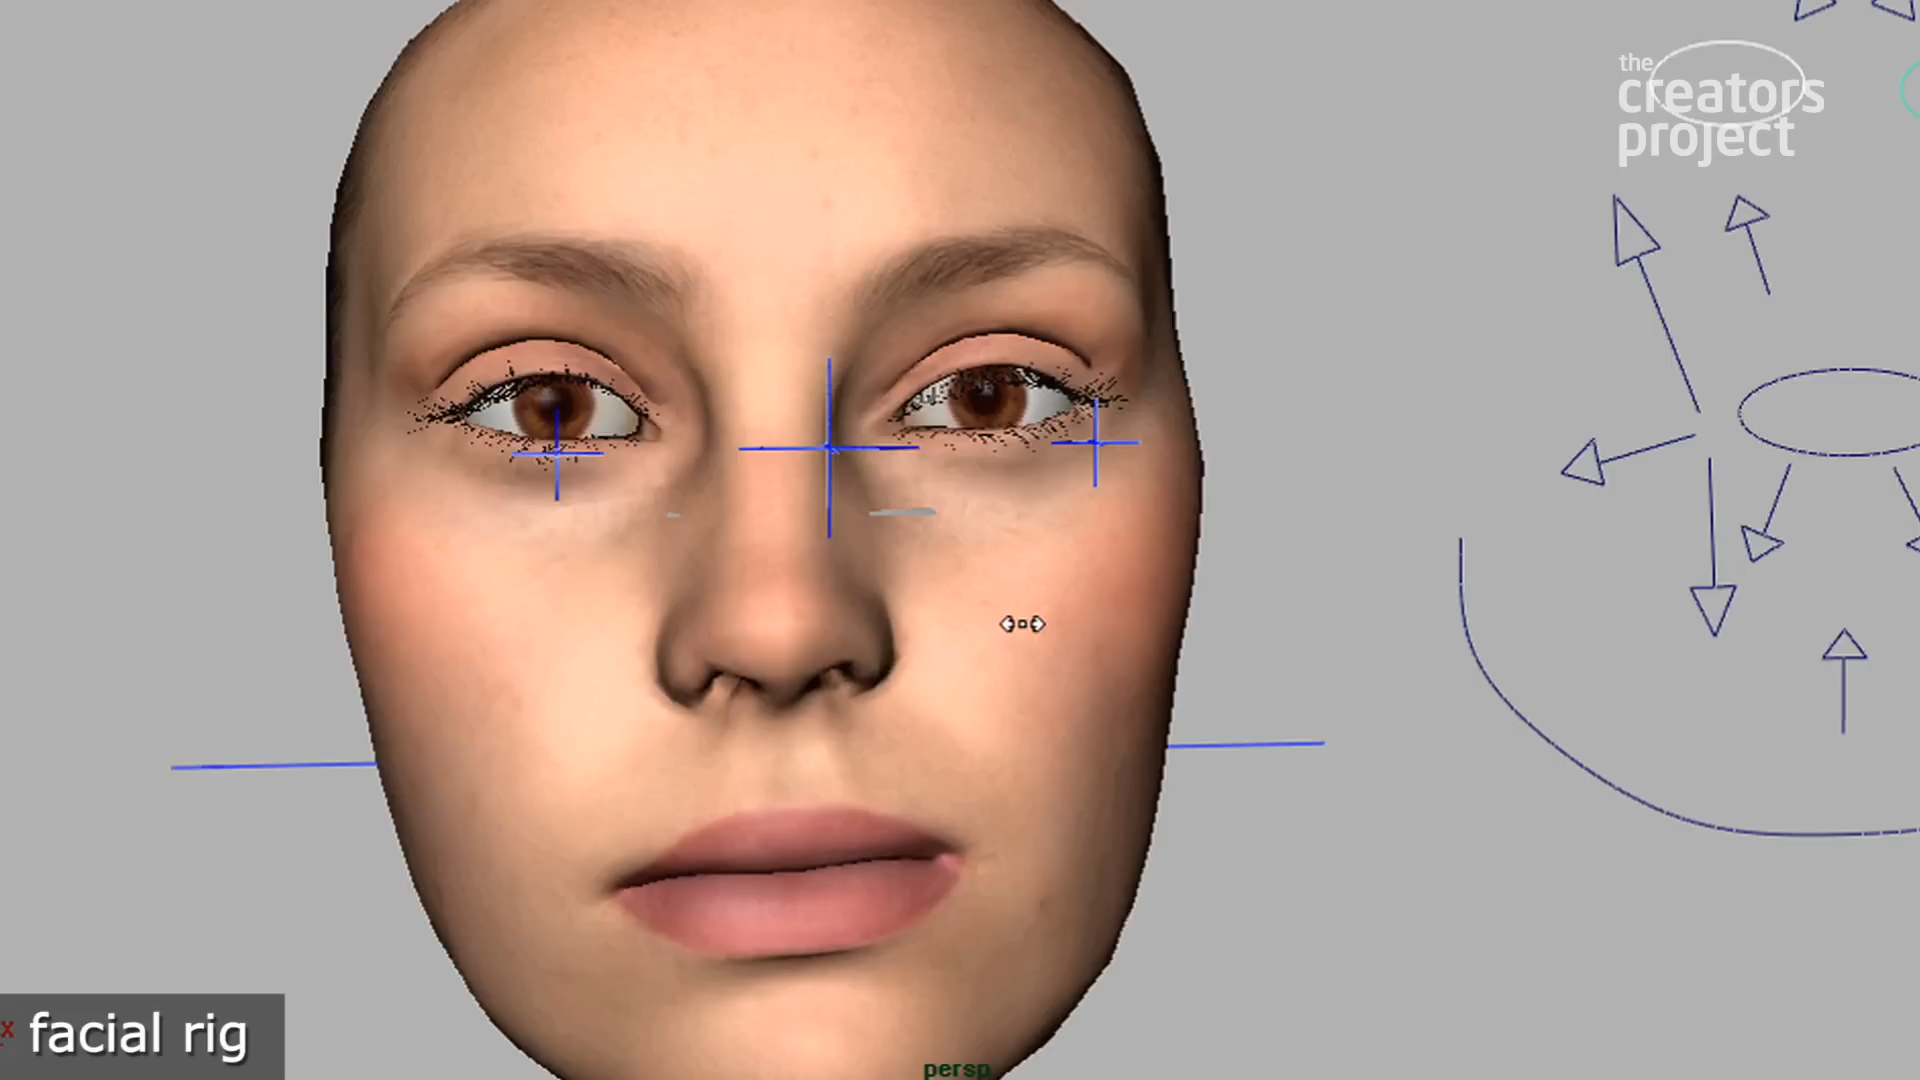 the
creators
project
x facial rig
persp